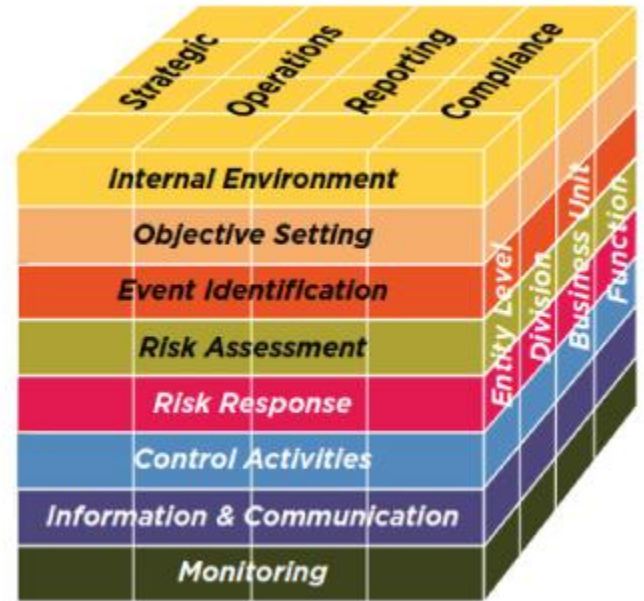 Strategic
Operations
Reporting
Compliance
Internal Environment
Objective Setting
Event Identification
Risk Assessment
Risk Response
Control Activities
Information & Communication
Monitoring
Entity Level
Division
Business Unit
Function